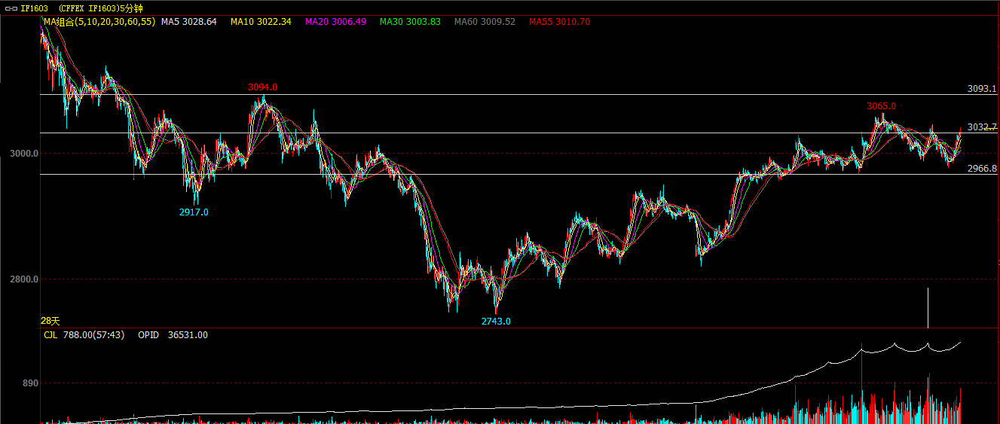 IF1603 (CFFEX IF1603)5分钟
MA组合(5,10,20,30,60,55) MA5 3028.64 MA10 3022.34 MA20 3006.49 MA30 3003.83 MA60 3009.52 MA55 3010.70
3094.0
3093.1
3065.0
3032.7
3000.0
2966.8
2917.0
2800.0
2743.0
28天
CJL 788.00(57:43) OPID 36531.00
890